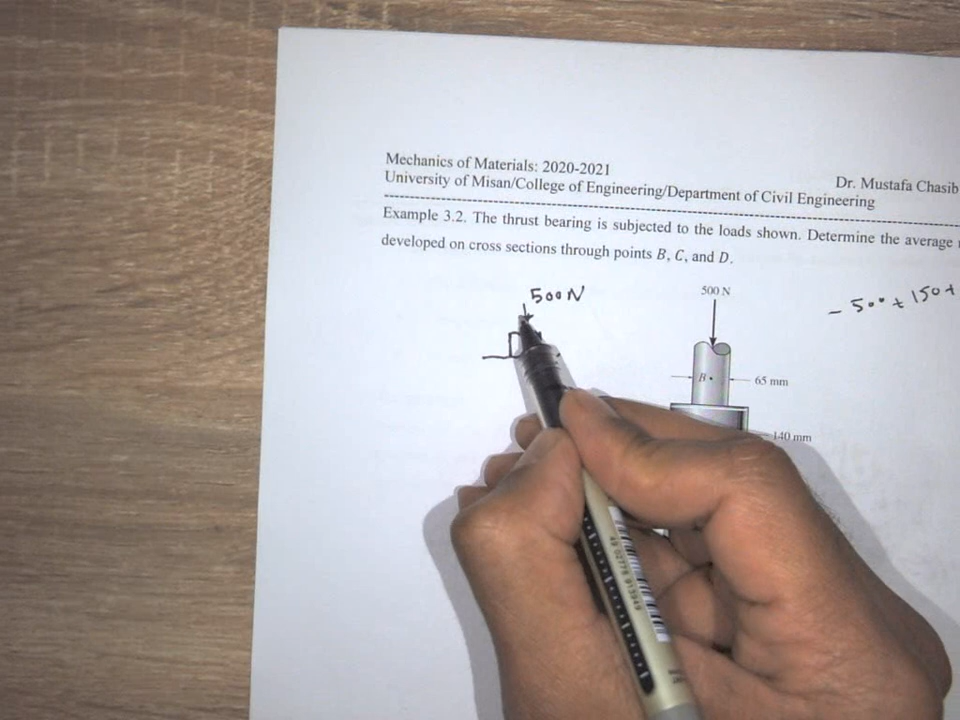 Mechanics of Materials: 2020-2021
Dr. Mustafa Chasib
University of Misan/College of Engineering/Department of Civil Engineering
Example 3.2. The thrust bearing is subjected to the loads shown. Determine the average
developed on cross sections through points B, C, and D.
500 N
500 N
- 500 + 150 +
B
65 mm
140 mm